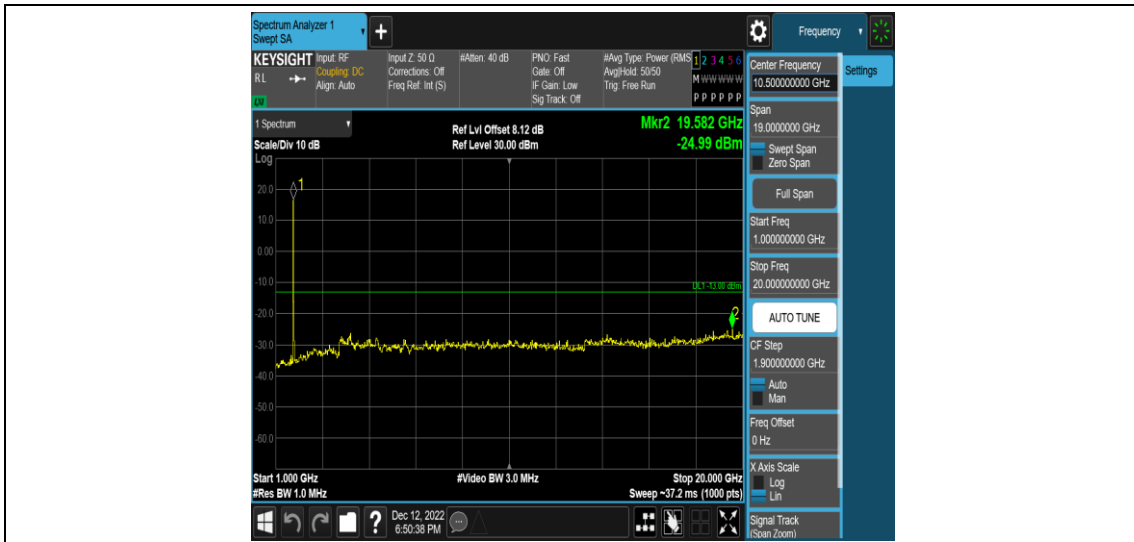 Spectrum Analyzer 1
Swept SA
+
Frequency
KEYSIGHT
RL
LXI
Input: RF
Coupling: DC
Align: Auto
Input Z: 50 Ω
Corrections: Off
Freq Ref: Int (S)
#Atten: 40 dB
PNO: Fast
Gate: Off
IF Gain: Low
Sig Track: Off
#Avg Type: Power (RMS
Avg|Hold: 50/50
Trig: Free Run
1 2 3 4 5 6
M W W W W W
P P P P P P
1 Spectrum
Scale/Div 10 dB
Ref Lvl Offset 8.12 dB
Ref Level 30.00 dBm
Mkr2 19.582 GHz
-24.99 dBm
Log
20.0
10.0
0.00
-10.0
-20.0
-30.0
-40.0
-50.0
-60.0
1
DL1 -13.00 dBm
2
Start 1.000 GHz
#Res BW 1.0 MHz
#Video BW 3.0 MHz
Stop 20.000 GHz
Sweep ~37.2 ms (1000 pts)
Center Frequency
10.500000000 GHz
Settings
Span
19.0000000 GHz
Swept Span
Zero Span
Full Span
Start Freq
1.000000000 GHz
Stop Freq
20.000000000 GHz
AUTO TUNE
CF Step
1.900000000 GHz
Auto
Man
Freq Offset
0 Hz
X Axis Scale
Log
Lin
Signal Track
(Span Zoom)
?
Dec 12, 2022
6:50:38 PM